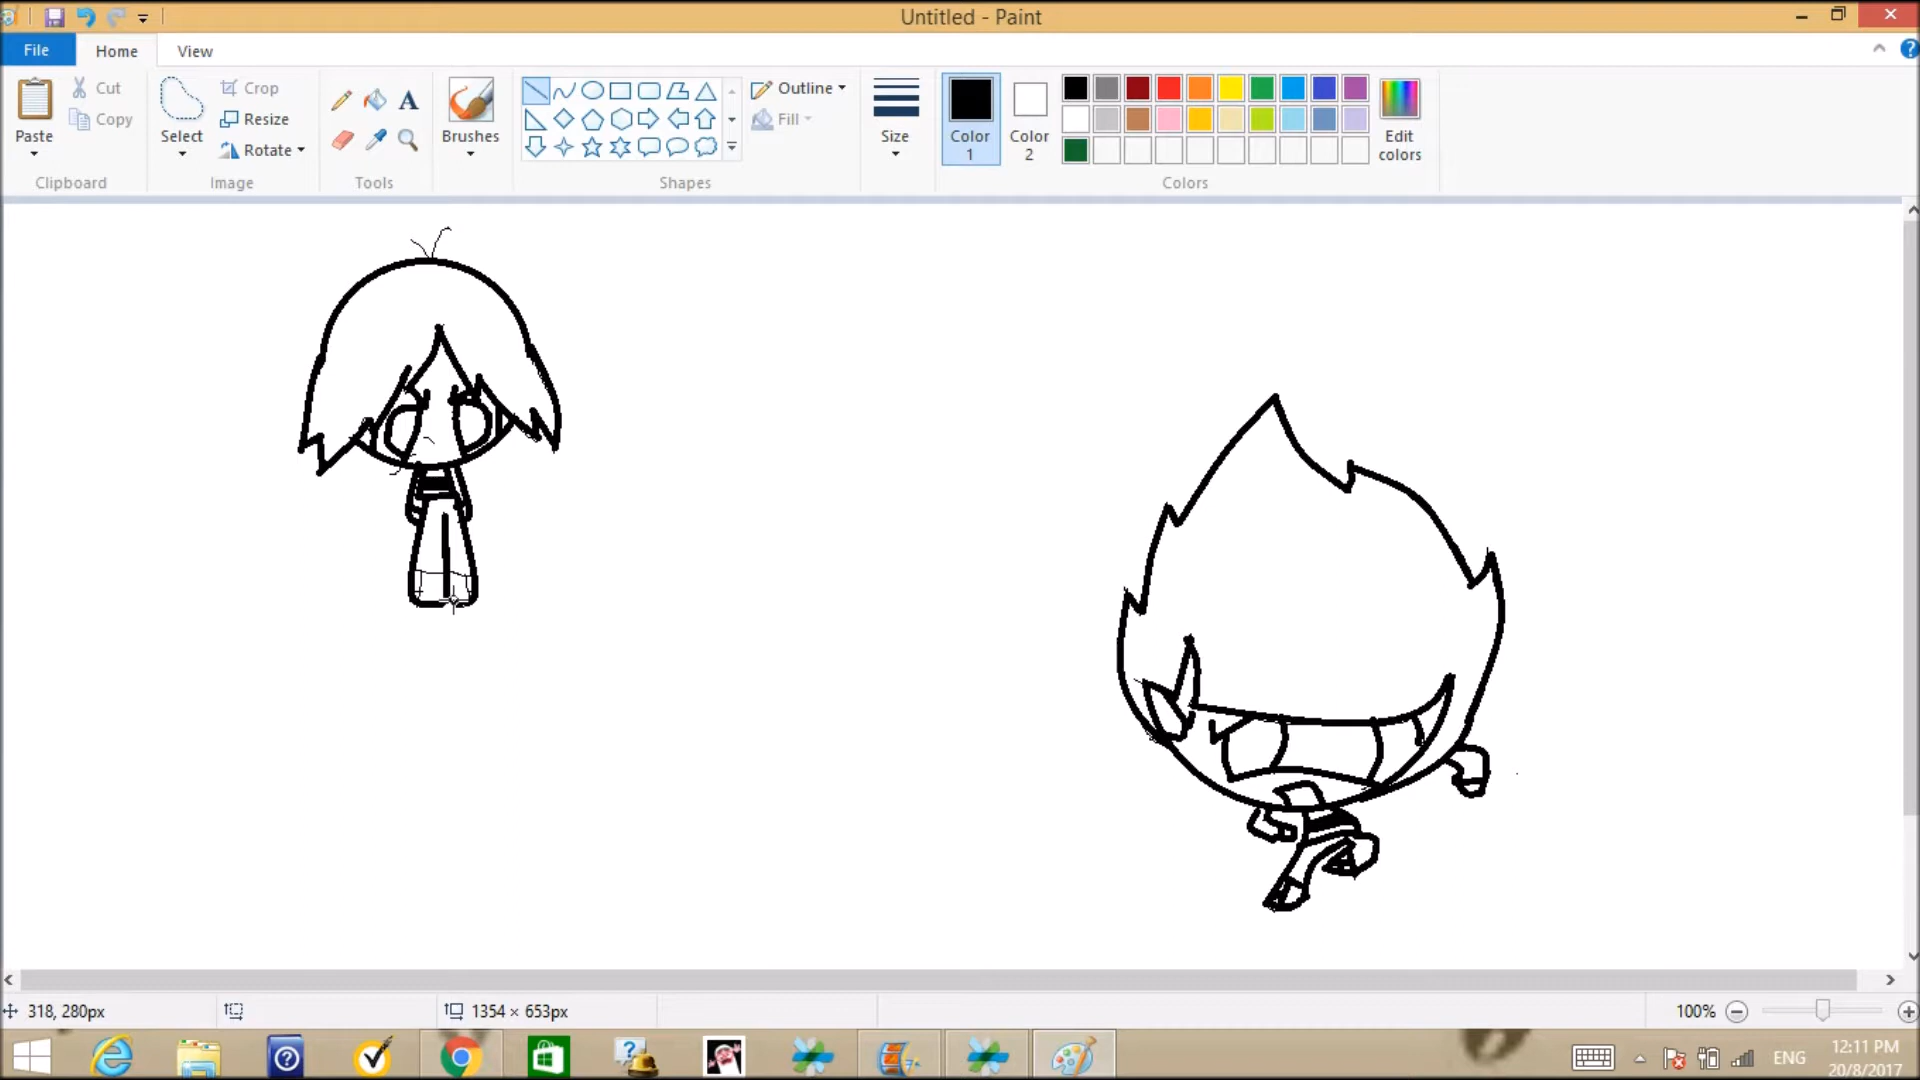 Untitled - Paint
File Home View
Paste
Cut
Copy
Clipboard
Select
Crop
Resize
Rotate
Image
A
Tools
Brushes
Shapes
Outline
Fill
Size
Color 1
Color 2
Edit colors
Colors
318, 280px
1354 × 653px
100%
ENG
12:11 PM
20/8/2017